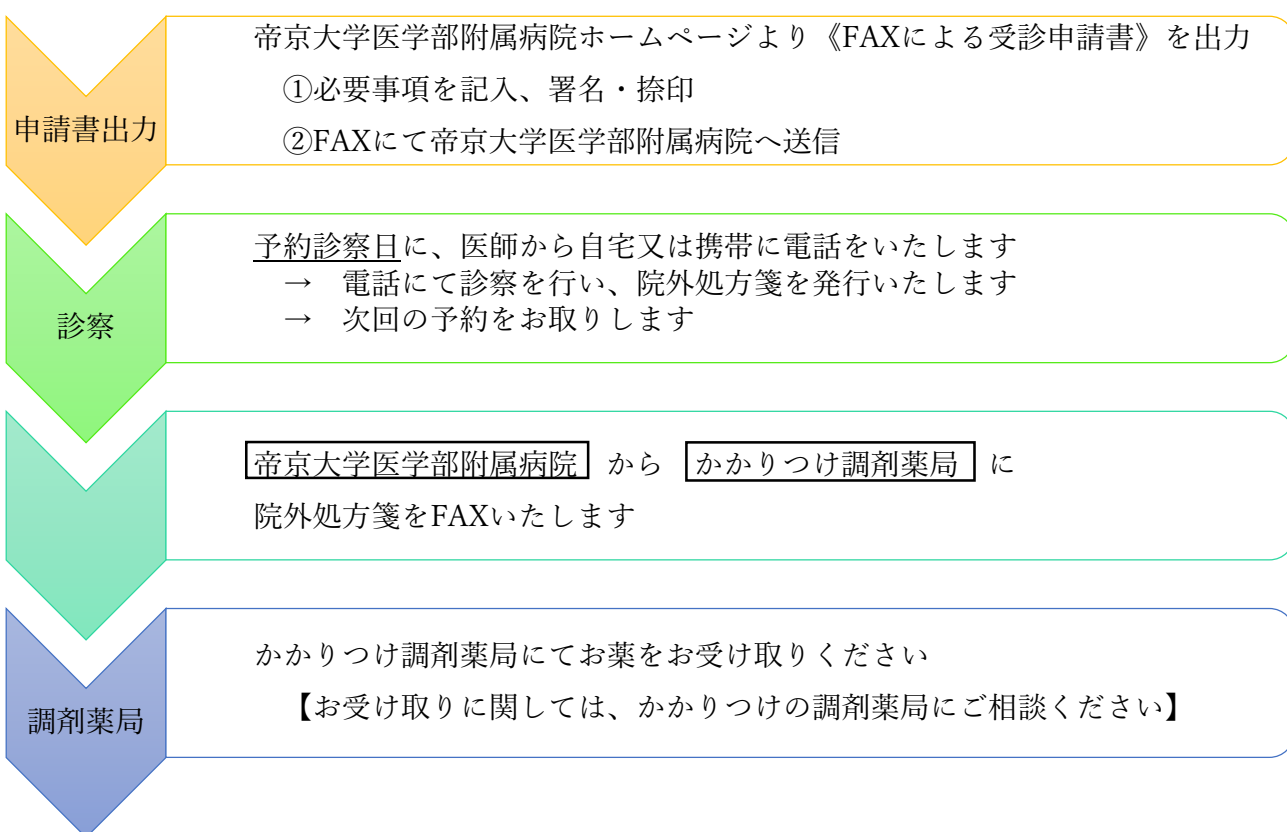 帝京大学医学部附属病院ホームページより《FAXによる受診申請書》を出力
①必要事項を記入、署名・捺印
②FAXにて帝京大学医学部附属病院へ送信
申請書出力
予約診察日に、医師から自宅又は携帯に電話をいたします
→ 電話にて診察を行い、院外処方箋を発行いたします
→ 次回の予約をお取りします
診察
帝京大学医学部附属病院 から かかりつけ調剤薬局 に
院外処方箋をFAXいたします
かかりつけ調剤薬局にてお薬をお受け取りください
【お受け取りに関しては、かかりつけの調剤薬局にご相談ください】
調剤薬局